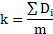 k = ∑ Dᵢ / m